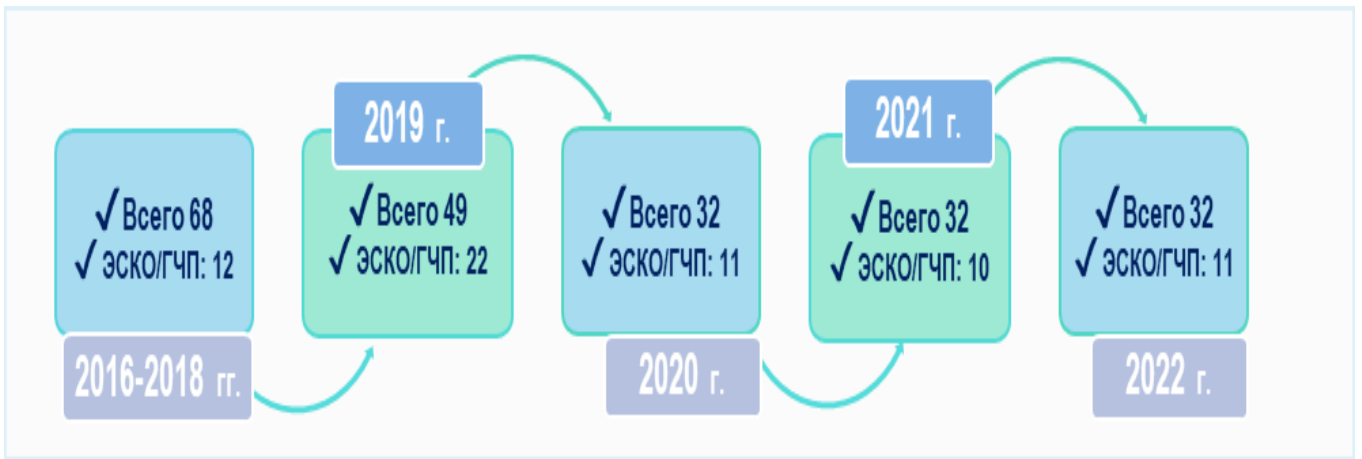 ✓ Всего 68
✓ ЭСКО/ГЧП: 12
2016-2018 гг.
2019 г.
✓ Всего 49
✓ ЭСКО/ГЧП: 22
✓ Всего 32
✓ ЭСКО/ГЧП: 11
2020 г.
2021 г.
✓ Всего 32
✓ ЭСКО/ГЧП: 10
✓ Всего 32
✓ ЭСКО/ГЧП: 11
2022 г.